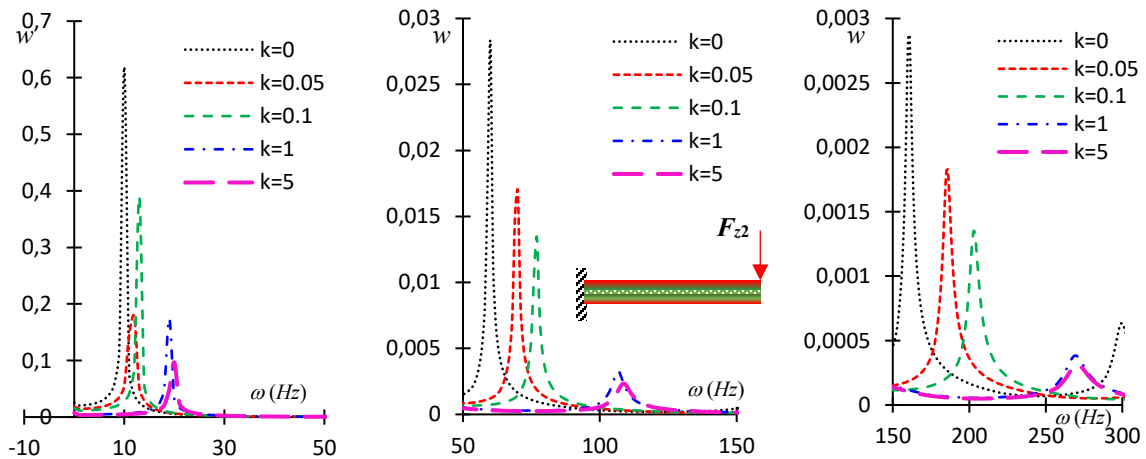 w
0,7
0,6
0,5
0,4
0,3
0,2
0,1
0
-10
10
30
50
k=0
k=0.05
k=0.1
k=1
k=5
ω (Hz)
w
0,03
0,025
0,02
0,015
0,01
0,005
0
50
100
150
k=0
k=0.05
k=0.1
k=1
k=5
Fz2
ω (Hz)
w
0,003
0,0025
0,002
0,0015
0,001
0,0005
0
150
200
250
300
k=0
k=0.05
k=0.1
k=1
k=5
ω (Hz)